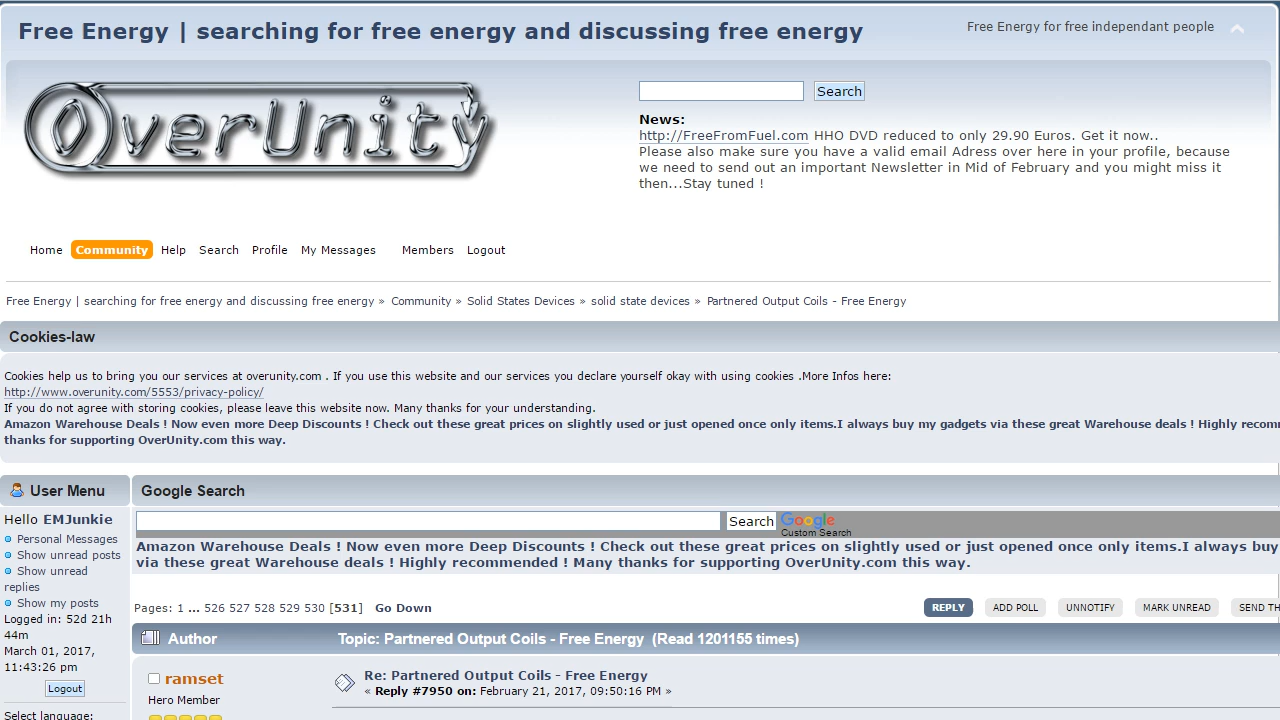 Free Energy | searching for free energy and discussing free energy
Free Energy for free independant people
OverUnity
Search
News:
http://FreeFromFuel.com HHO DVD reduced to only 29.90 Euros. Get it now..
Please also make sure you have a valid email Adress over here in your profile, because
we need to send out an important Newsletter in Mid of February and you might miss it
then...Stay tuned !
Home Community Help Search Profile My Messages Members Logout
Free Energy | searching for free energy and discussing free energy » Community » Solid States Devices » solid state devices » Partnered Output Coils - Free Energy
Cookies-law
Cookies help us to bring you our services at overunity.com . If you use this website and our services you declare yourself okay with using cookies .More Infos here:
http://www.overunity.com/5553/privacy-policy/
If you do not agree with storing cookies, please leave this website now. Many thanks for your understanding.
Amazon Warehouse Deals ! Now even more Deep Discounts ! Check out these great prices on slightly used or just opened once only items.I always buy my gadgets via these great Warehouse deals ! Highly recom
thanks for supporting OverUnity.com this way.
User Menu
Hello EMJunkie
Personal Messages
Show unread posts
Show unread
replies
Show my posts
Logged in: 52d 21h
44m
March 01, 2017,
11:43:26 pm
Logout
Select language:
Google Search
Search Google
Custom Search
Amazon Warehouse Deals ! Now even more Deep Discounts ! Check out these great prices on slightly used or just opened once only items.I always buy
via these great Warehouse deals ! Highly recommended ! Many thanks for supporting OverUnity.com this way.
Pages: 1 ... 526 527 528 529 530 [531] Go Down
REPLY ADD POLL UNNOTIFY MARK UNREAD SEND TH
Author Topic: Partnered Output Coils - Free Energy (Read 1201155 times)
ramset
Hero Member
Re: Partnered Output Coils - Free Energy
« Reply #7950 on: February 21, 2017, 09:50:16 PM »